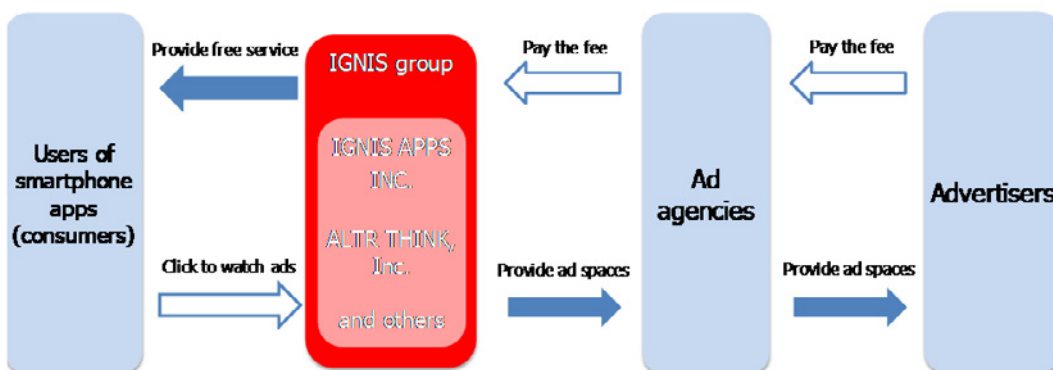 Provide free service
Pay the fee
Pay the fee
IGNIS group
IGNIS APPS
INC.
ALTR THINK,
Inc.
and others
Users of
smartphone
apps
(consumers)
Ad
agencies
Advertisers
Click to watch ads
Provide ad spaces
Provide ad spaces